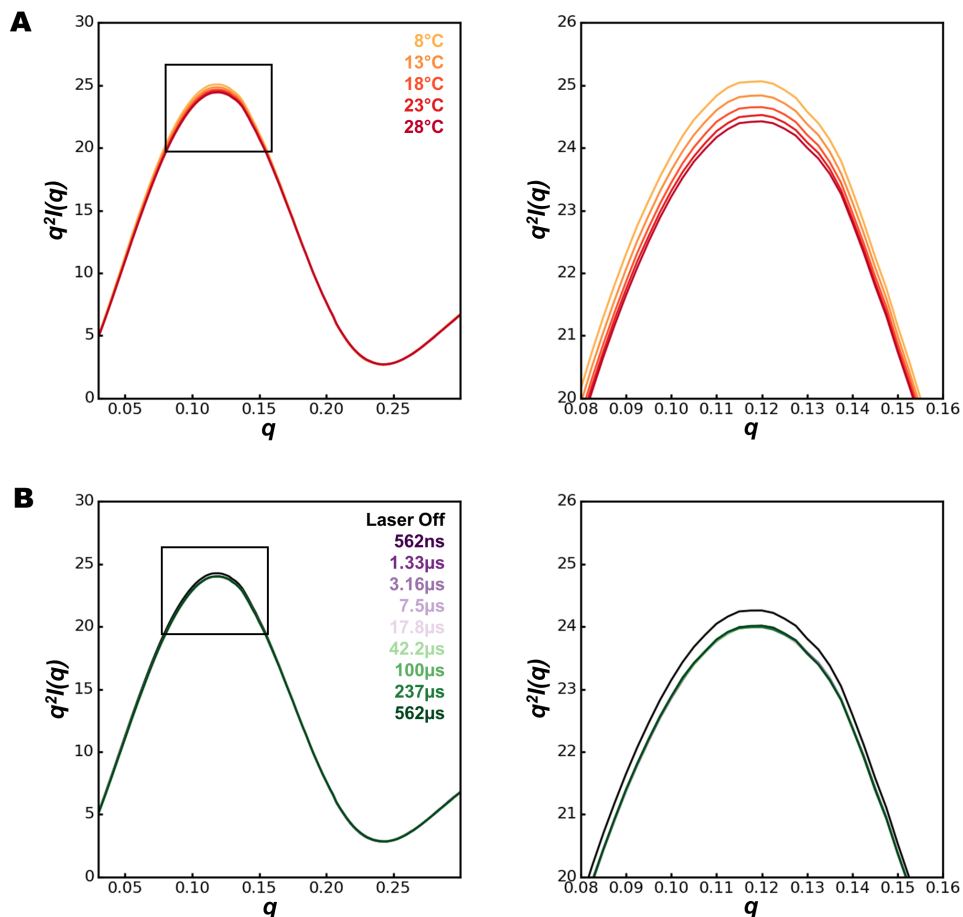 A
30
25
20
15
10
5
0
0.05 0.10 0.15 0.20 0.25
q
q²I(q)
8°C
13°C
18°C
23°C
28°C
26
25
24
23
22
21
20
0.08 0.09 0.10 0.11 0.12 0.13 0.14 0.15 0.16
q
q²I(q)
B
30
25
20
15
10
5
0
0.05 0.10 0.15 0.20 0.25
q
q²I(q)
Laser Off
562ns
1.33µs
3.16µs
7.5µs
17.8µs
42.2µs
100µs
237µs
562µs
26
25
24
23
22
21
20
0.08 0.09 0.10 0.11 0.12 0.13 0.14 0.15 0.16
q
q²I(q)